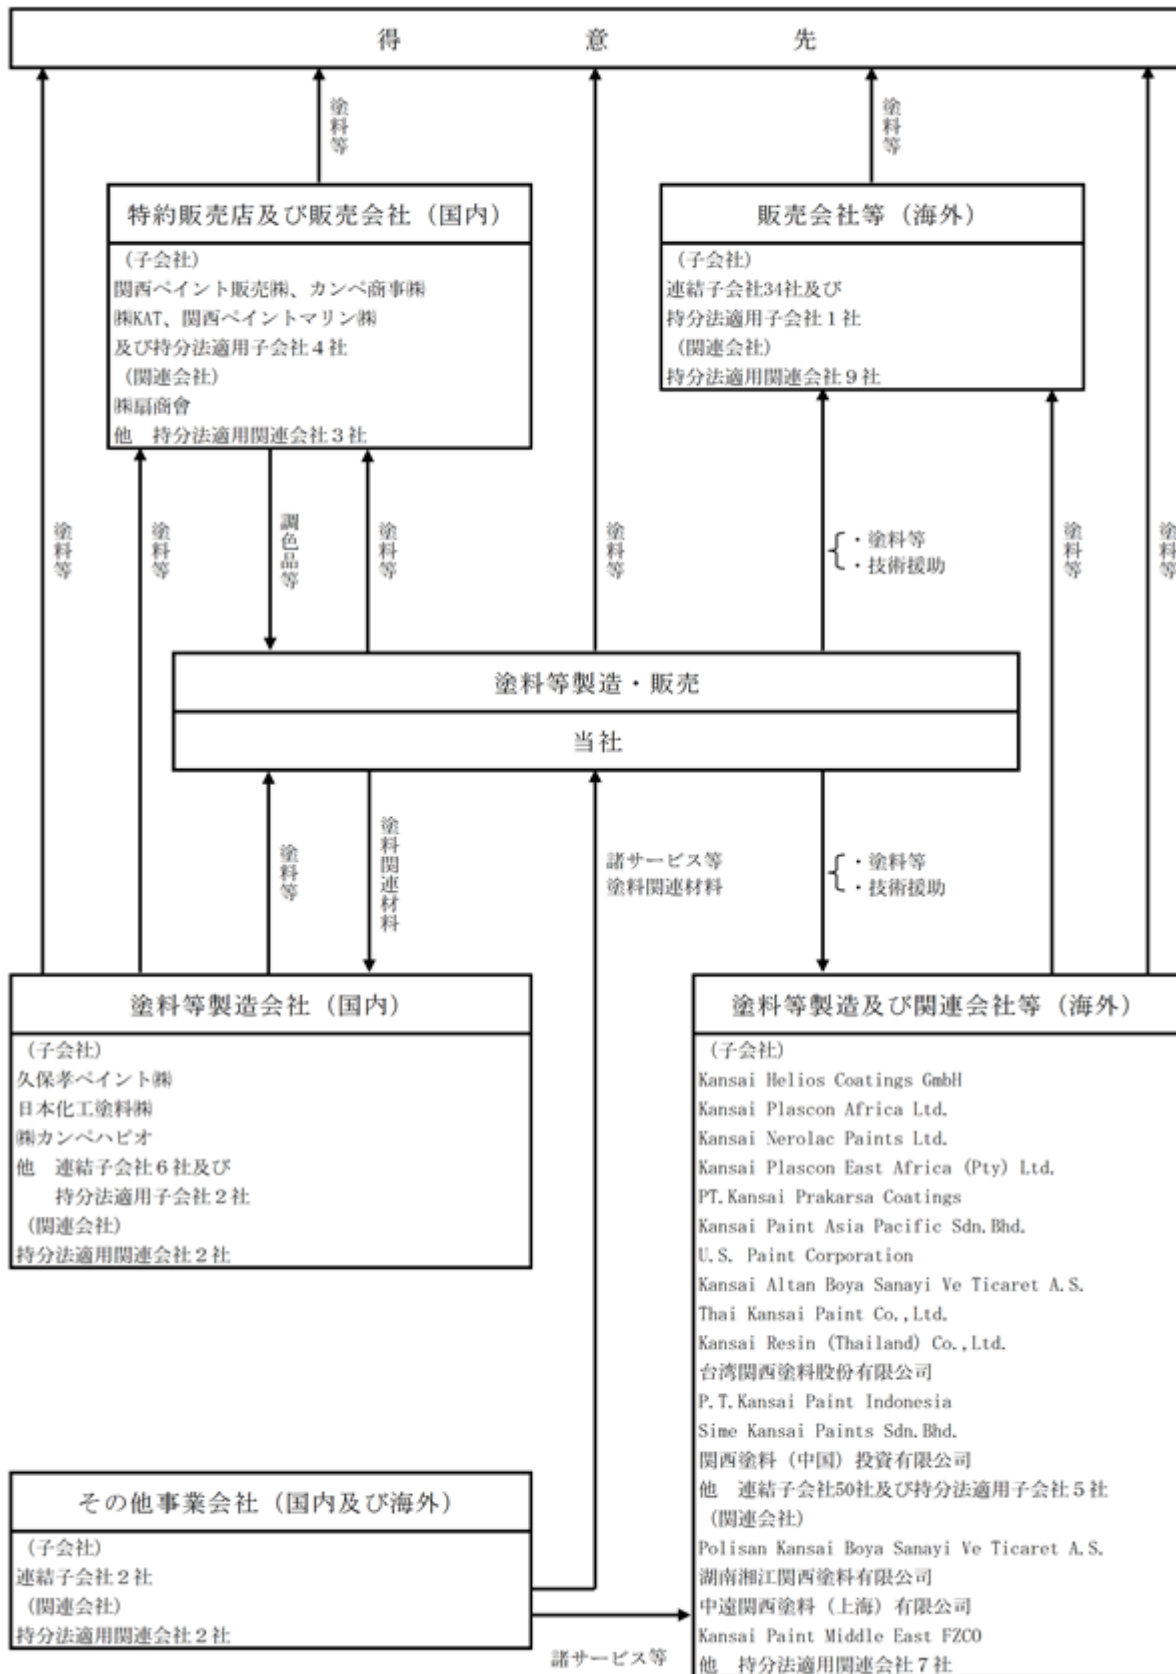 得意先
塗料等
塗料等
特約販売店及び販売会社（国内）
（子会社）
関西ペイント販売㈱、カンペ商事㈱
㈱KAT、関西ペイントマリン㈱
及び持分法適用子会社４社
（関連会社）
㈱扇商會
他　持分法適用関連会社３社
販売会社等（海外）
（子会社）
連結子会社34社及び
持分法適用子会社１社
（関連会社）
持分法適用関連会社９社
塗料等
塗料等
調色品等
塗料等
塗料等
・塗料等
・技術援助
塗料等
塗料等
塗料等製造・販売
当社
塗料等
塗料関連材料
諸サービス等
塗料関連材料
・塗料等
・技術援助
塗料等製造会社（国内）
（子会社）
久保孝ペイント㈱
日本化工塗料㈱
㈱カンペハピオ
他　連結子会社６社及び
持分法適用子会社２社
（関連会社）
持分法適用関連会社２社
塗料等製造及び関連会社等（海外）
（子会社）
Kansai Helios Coatings GmbH
Kansai Plascon Africa Ltd.
Kansai Nerolac Paints Ltd.
Kansai Plascon East Africa (Pty) Ltd.
PT.Kansai Prakarsa Coatings
Kansai Paint Asia Pacific Sdn.Bhd.
U.S. Paint Corporation
Kansai Altan Boya Sanayi Ve Ticaret A.S.
Thai Kansai Paint Co.,Ltd.
Kansai Resin (Thailand) Co.,Ltd.
台湾関西塗料股份有限公司
P.T.Kansai Paint Indonesia
Sime Kansai Paints Sdn.Bhd.
関西塗料（中国）投資有限公司
他　連結子会社50社及び持分法適用子会社５社
（関連会社）
Polisan Kansai Boya Sanayi Ve Ticaret A.S.
湖南湘江関西塗料有限公司
中遠関西塗料（上海）有限公司
Kansai Paint Middle East FZCO
他　持分法適用関連会社７社
その他事業会社（国内及び海外）
（子会社）
連結子会社２社
（関連会社）
持分法適用関連会社２社
諸サービス等